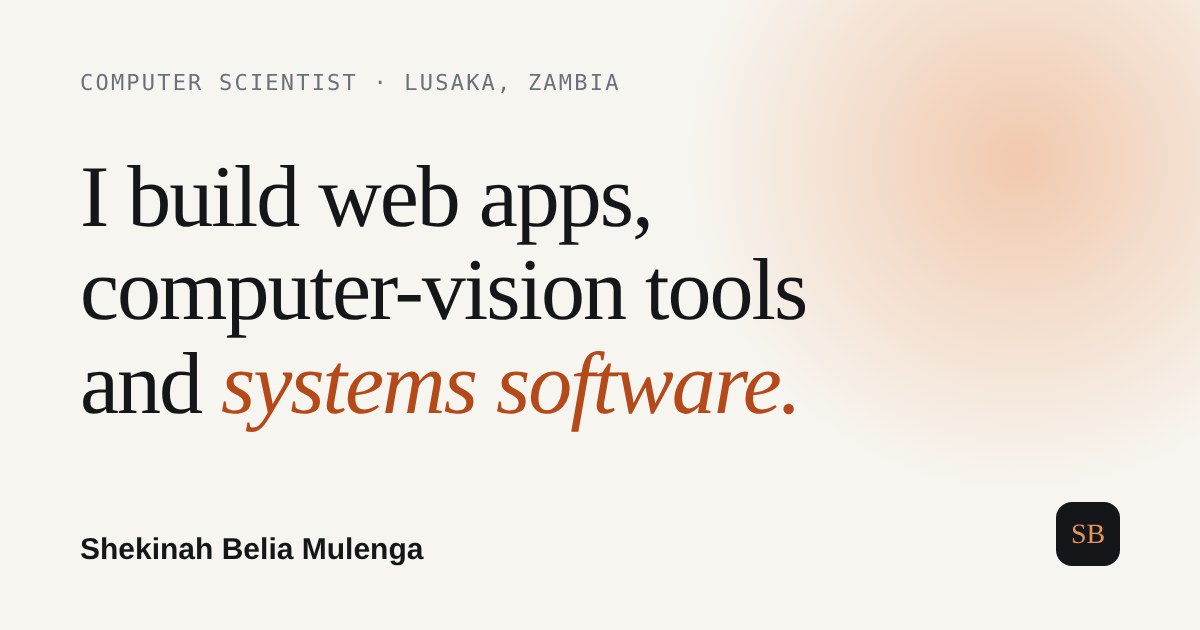 COMPUTER SCIENTIST · LUSAKA, ZAMBIA
I build web apps,
computer-vision tools
and systems software.
Shekinah Belia Mulenga
SB